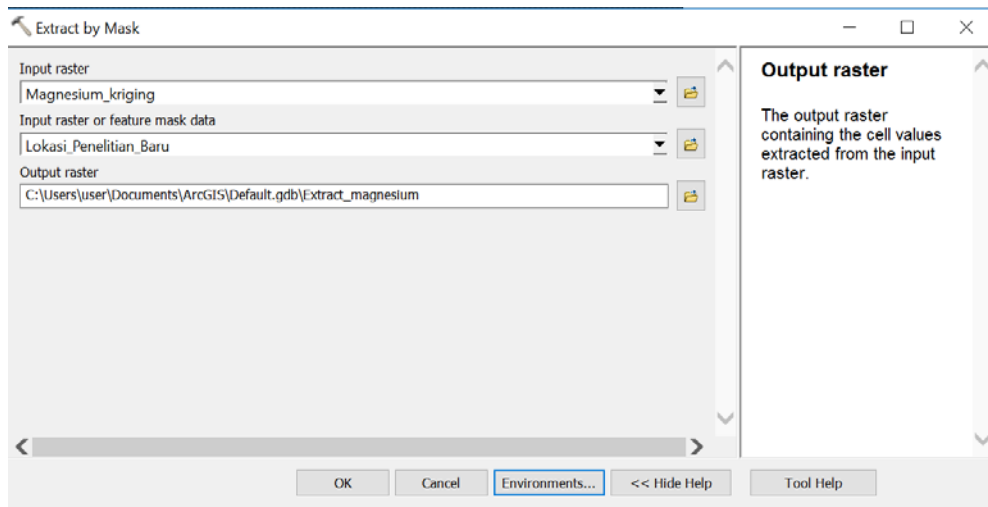 Extract by Mask
Input raster
Magnesium_kriging
Input raster or feature mask data
Lokasi_Penelitian_Baru
Output raster
C:\Users\user\Documents\ArcGIS\Default.gdb\Extract_magnesium
Output raster
The output raster
containing the cell values
extracted from the input
raster.
OK
Cancel
Environments...
<< Hide Help
Tool Help